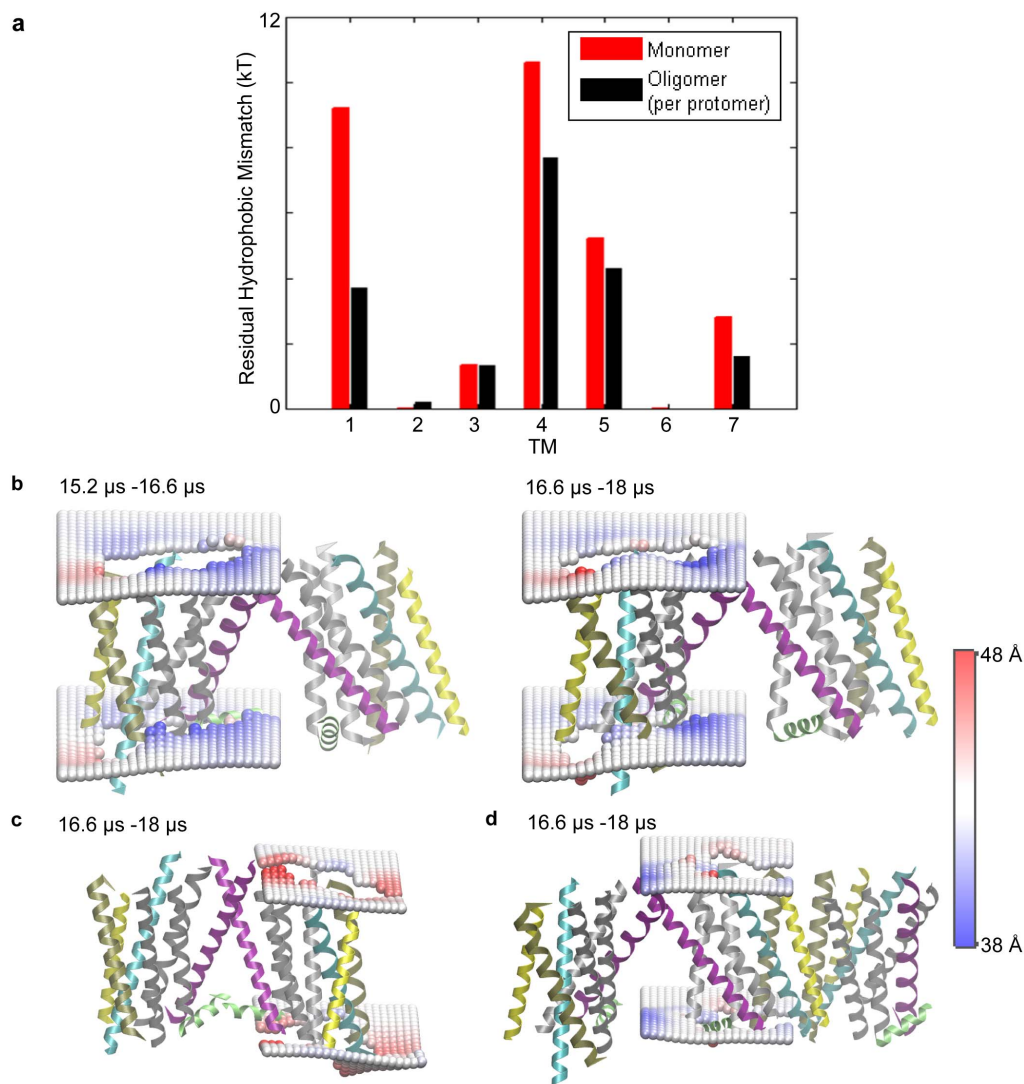 a
12
Residual Hydrophobic Mismatch (kT)
Monomer
Oligomer
(per protomer)
0
1 2 3 4 5 6 7
TM
b
15.2 µs -16.6 µs
16.6 µs -18 µs
48 Å
38 Å
c
16.6 µs -18 µs
d
16.6 µs -18 µs